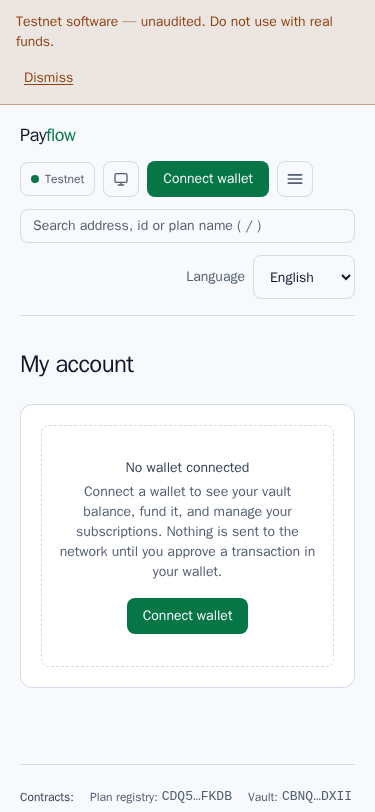 Testnet software — unaudited. Do not use with real
funds.
Dismiss
Payflow
Testnet
Connect wallet
Search address, id or plan name ( / )
Language
English
My account
No wallet connected
Connect a wallet to see your vault
balance, fund it, and manage your
subscriptions. Nothing is sent to the
network until you approve a transaction in
your wallet.
Connect wallet
Contracts: Plan registry: CDQ5…FKDB Vault: CBNQ…DXII